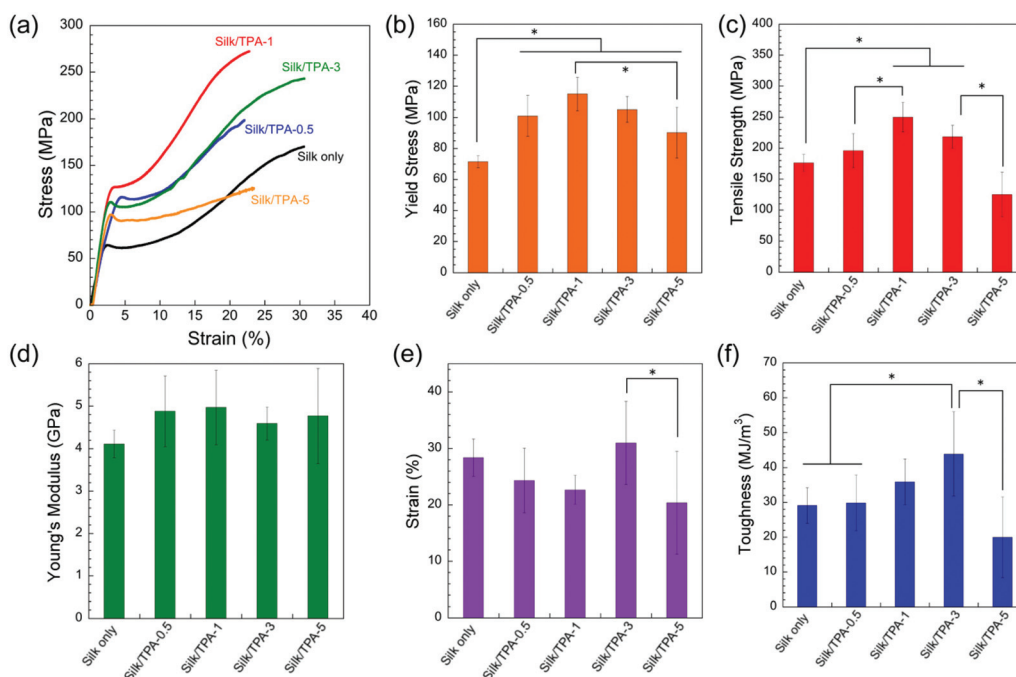 (a)
300
250
200
150
100
50
0
Stress (MPa)
0 5 10 15 20 25 30 35 40
Strain (%)
Silk/TPA-1
Silk/TPA-3
Silk/TPA-0.5
Silk only
Silk/TPA-5
(b)
160
140
120
100
80
60
40
20
0
Yield Stress (MPa)
*
*
Silk only
Silk/TPA-0.5
Silk/TPA-1
Silk/TPA-3
Silk/TPA-5
(c)
400
350
300
250
200
150
100
50
0
Tensile Strength (MPa)
*
*
*
Silk only
Silk/TPA-0.5
Silk/TPA-1
Silk/TPA-3
Silk/TPA-5
(d)
6
5
4
3
2
1
0
Young's Modulus (GPa)
Silk only
Silk/TPA-0.5
Silk/TPA-1
Silk/TPA-3
Silk/TPA-5
(e)
40
30
20
10
0
Strain (%)
*
Silk only
Silk/TPA-0.5
Silk/TPA-1
Silk/TPA-3
Silk/TPA-5
(f)
70
60
50
40
30
20
10
0
Toughness (MJ/m³)
*
*
Silk only
Silk/TPA-0.5
Silk/TPA-1
Silk/TPA-3
Silk/TPA-5